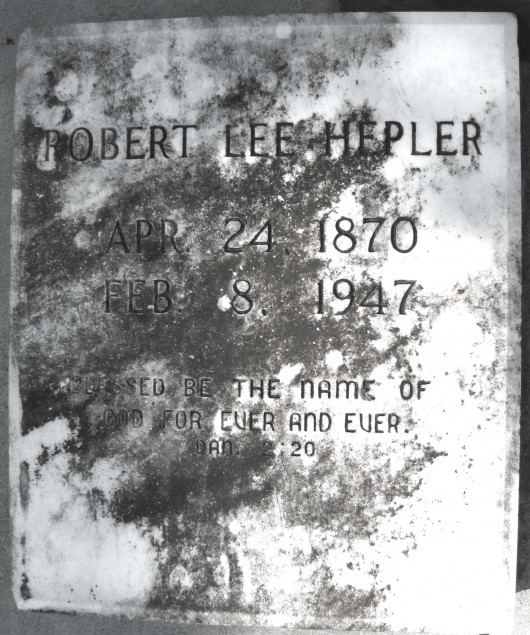 ROBERT LEE HEPLER
APR. 24, 1870
FEB. 8, 1947
BLESSED BE THE NAME OF
GOD FOR EVER AND EVER.
DAN. 2:20